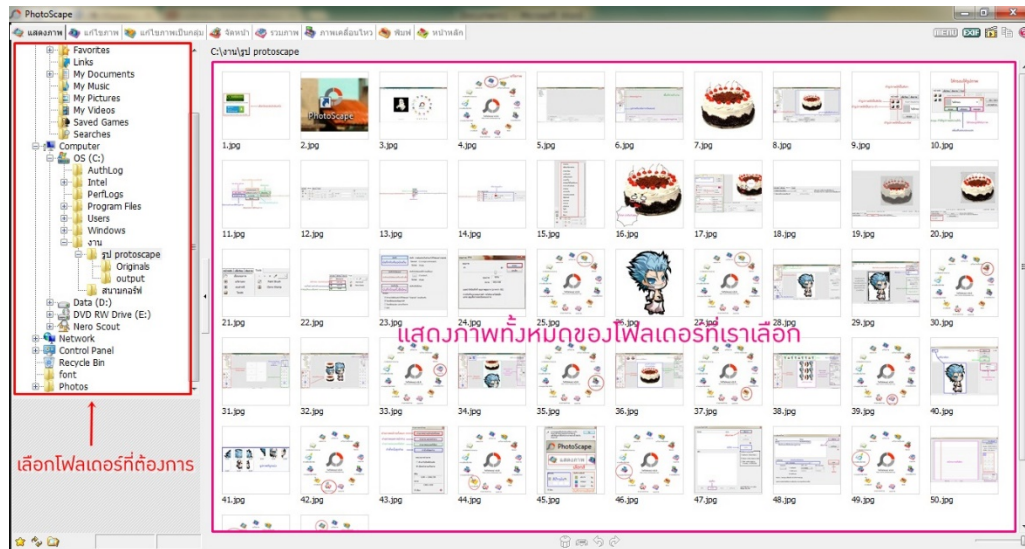 PhotoScape
แสดงภาพ แก้ไขภาพ แก้ไขภาพเป็นกลุ่ม จัดหน้า รวมภาพ ภาพเคลื่อนไหว พิมพ์ หน้าหลัก
MENU EXIF
C:\งาน\รูป protoscape
Favorites
Links
My Documents
My Music
My Pictures
My Videos
Saved Games
Searches
Computer
OS (C:)
AuthLog
Intel
PerfLogs
Program Files
Users
Windows
งาน
รูป protoscape
Originals
output
สนามกอล์ฟ
Data (D:)
DVD RW Drive (E:)
Nero Scout
Network
Control Panel
Recycle Bin
font
Photos
เลือกโฟลเดอร์ที่ต้องการ
PhotoScape
1.jpg 2.jpg 3.jpg 4.jpg 5.jpg 6.jpg 7.jpg 8.jpg 9.jpg 10.jpg
11.jpg 12.jpg 13.jpg 14.jpg 15.jpg 16.jpg 17.jpg 18.jpg 19.jpg 20.jpg
21.jpg 22.jpg 23.jpg 24.jpg 25.jpg 26.jpg 27.jpg 28.jpg 29.jpg 30.jpg
แสดงภาพทั้งหมดของโฟลเดอร์ที่เราเลือก
31.jpg 32.jpg 33.jpg 34.jpg 35.jpg 36.jpg 37.jpg 38.jpg 39.jpg 40.jpg
PhotoScape
41.jpg 42.jpg 43.jpg 44.jpg 45.jpg 46.jpg 47.jpg 48.jpg 49.jpg 50.jpg